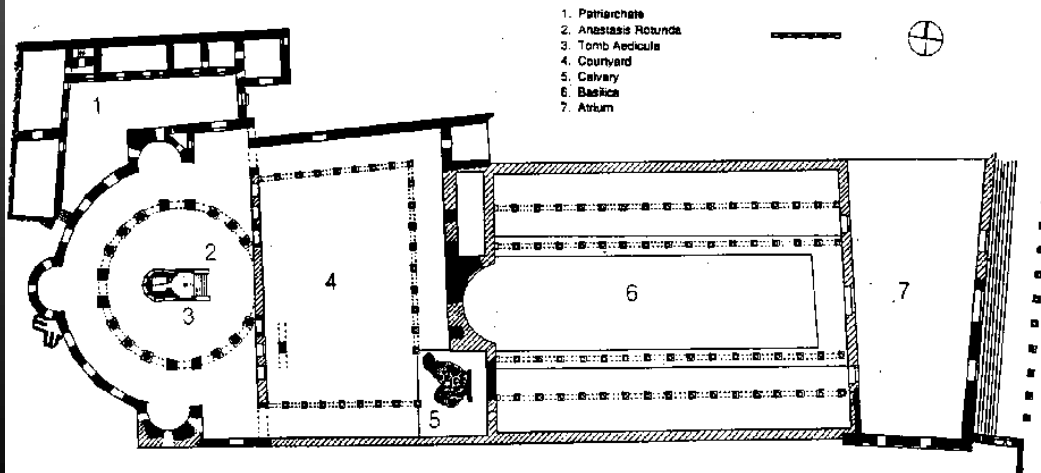 1. Patriarchate
2. Anastasis Rotunda
3. Tomb Aedicula
4. Courtyard
5. Calvary
6. Basilica
7. Atrium
1
2
3
4
5
6
7